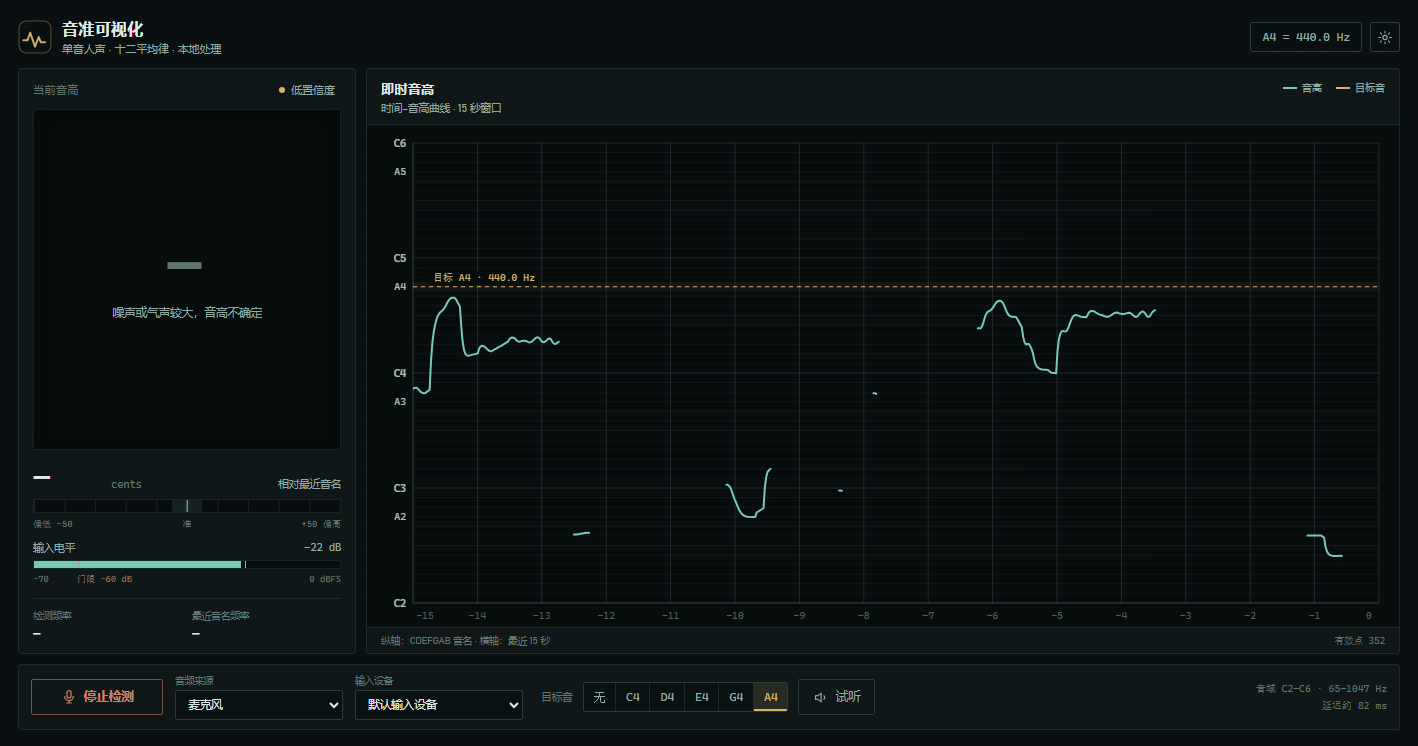 音准可视化
单音人声 · 十二平均律 · 本地处理
A4 = 440.0 Hz
当前音高
低置信度
—
噪声或气声较大，音高不确定
—
cents
相对最近音名
偏低 −50
准
+50 偏高
输入电平
−22 dB
−70
门限 −60 dB
0 dBFS
检测频率
最近音名频率
—
—
即时音高
时间–音高曲线 · 15 秒窗口
音高
目标音
C6
A5
C5
目标 A4 · 440.0 Hz
A4
C4
A3
C3
A2
C2
−15
−14
−13
−12
−11
−10
−9
−8
−7
−6
−5
−4
−3
−2
−1
0
纵轴：CDEFGAB 音名 · 横轴：最近 15 秒
有效点 352
停止检测
音频来源
麦克风
输入设备
默认输入设备
目标音
无
C4
D4
E4
G4
A4
试听
音域 C2–C6 · 65–1047 Hz
延迟约 82 ms